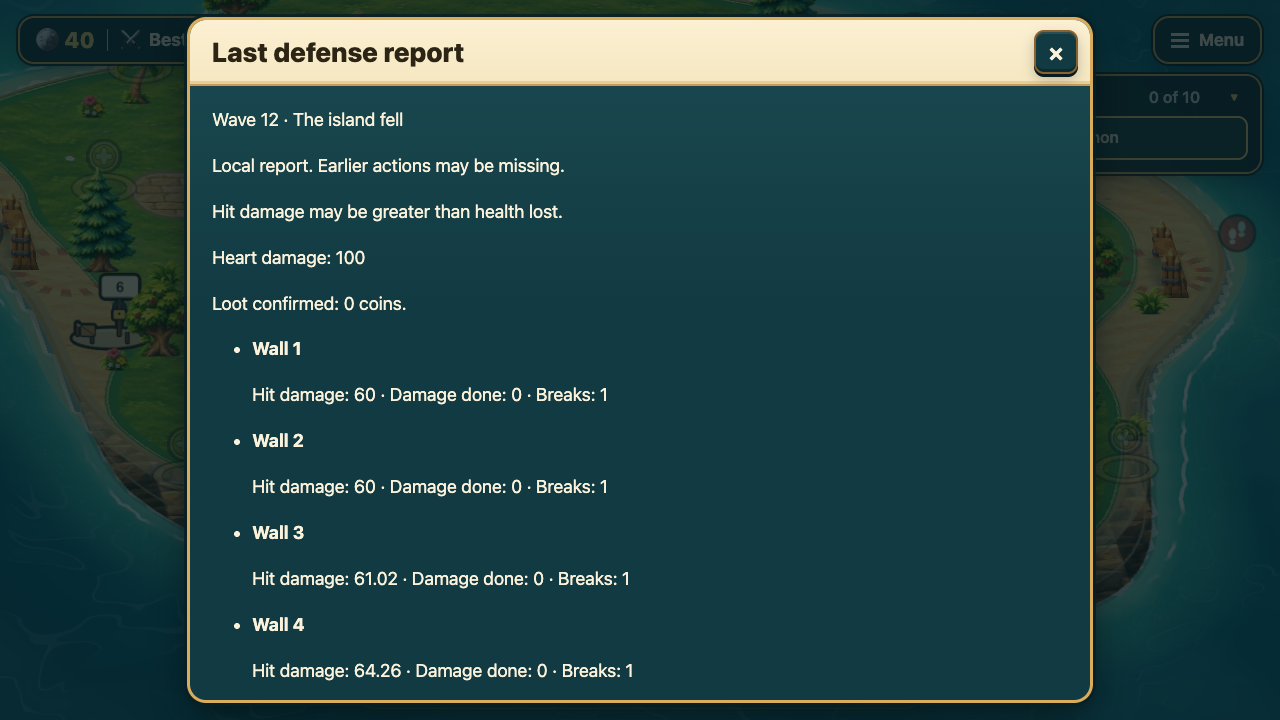 40
Best
Last defense report
×
Menu
0 of 10
Wave 12 · The island fell
Local report. Earlier actions may be missing.
Hit damage may be greater than health lost.
Heart damage: 100
Loot confirmed: 0 coins.
6
• Wall 1
Hit damage: 60 · Damage done: 0 · Breaks: 1
• Wall 2
Hit damage: 60 · Damage done: 0 · Breaks: 1
• Wall 3
Hit damage: 61.02 · Damage done: 0 · Breaks: 1
• Wall 4
Hit damage: 64.26 · Damage done: 0 · Breaks: 1